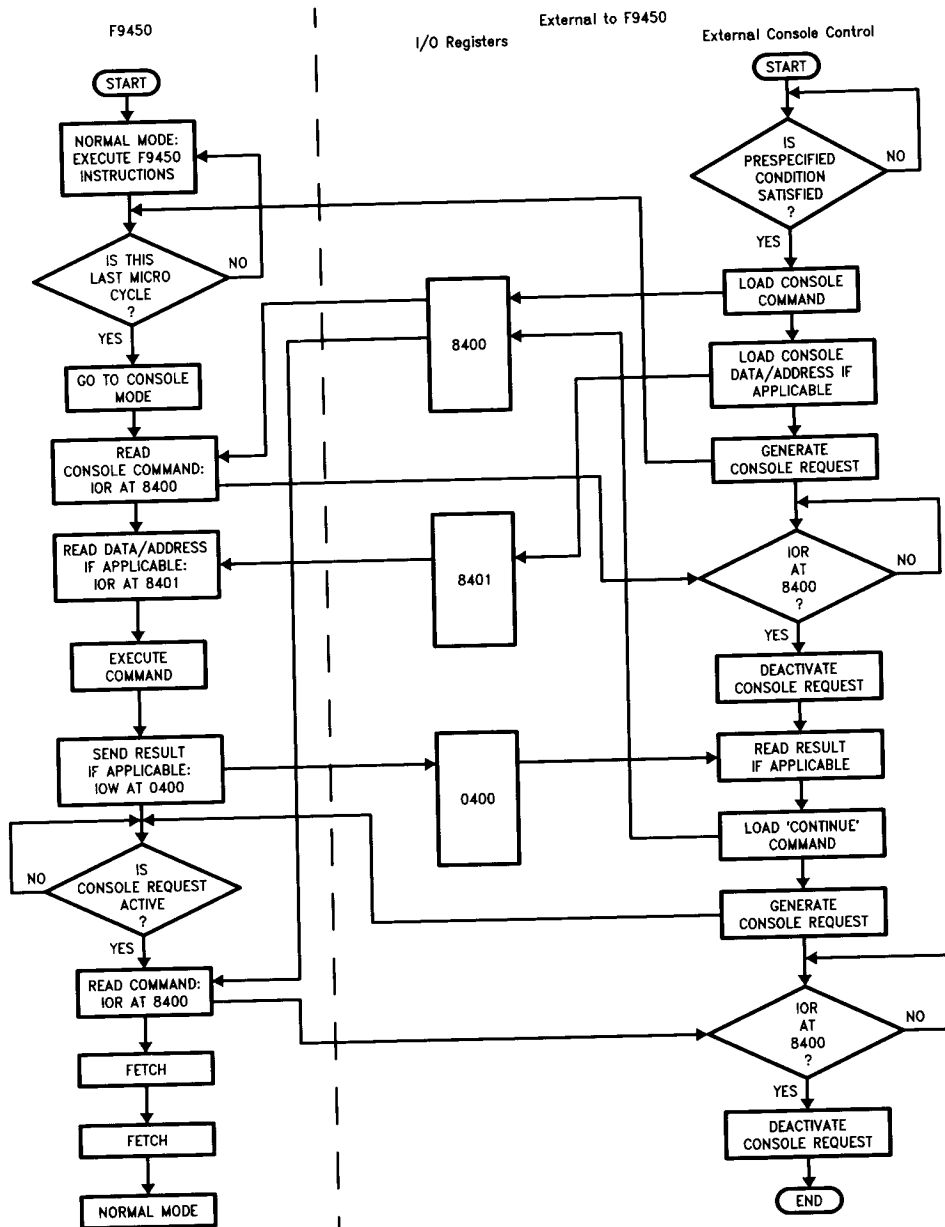 F9450
External to F9450
I/O Registers
External Console Control
START
NORMAL MODE:
EXECUTE F9450
INSTRUCTIONS
IS THIS
LAST MICRO
CYCLE
?
NO
YES
GO TO CONSOLE
MODE
READ
CONSOLE COMMAND:
IOR AT 8400
READ DATA/ADDRESS
IF APPLICABLE:
IOR AT 8401
EXECUTE
COMMAND
SEND RESULT
IF APPLICABLE:
IOW AT 0400
IS
CONSOLE REQUEST
ACTIVE
?
NO
YES
READ COMMAND:
IOR AT 8400
FETCH
FETCH
NORMAL MODE
8400
8401
0400
START
IS
PRESPECIFIED
CONDITION
SATISFIED
?
NO
YES
LOAD CONSOLE
COMMAND
LOAD CONSOLE
DATA/ADDRESS IF
APPLICABLE
GENERATE
CONSOLE REQUEST
IOR
AT
8400
?
NO
YES
DEACTIVATE
CONSOLE REQUEST
READ RESULT
IF APPLICABLE
LOAD 'CONTINUE'
COMMAND
GENERATE
CONSOLE REQUEST
IOR
AT
8400
?
NO
YES
DEACTIVATE
CONSOLE REQUEST
END